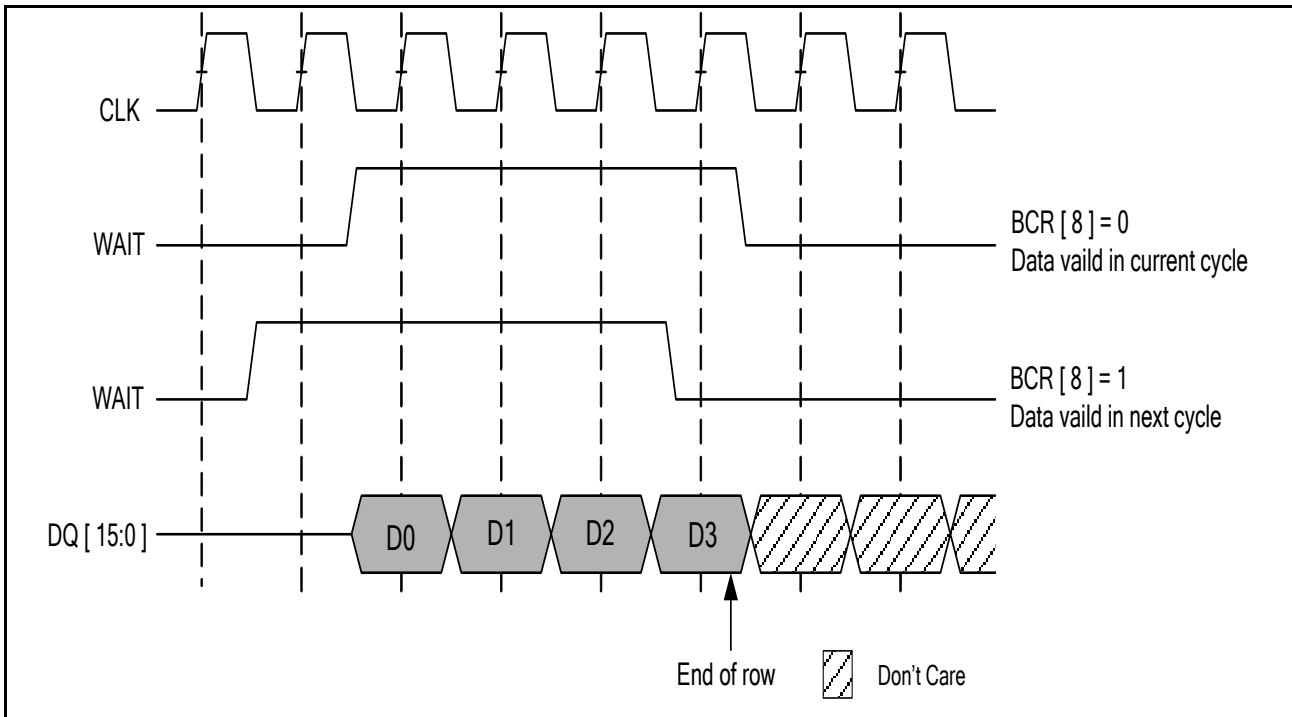 CLK
WAIT
BCR [ 8 ] = 0
Data vaild in current cycle
WAIT
BCR [ 8 ] = 1
Data vaild in next cycle
DQ [ 15:0 ]
D0
D1
D2
D3
End of row
Don't Care